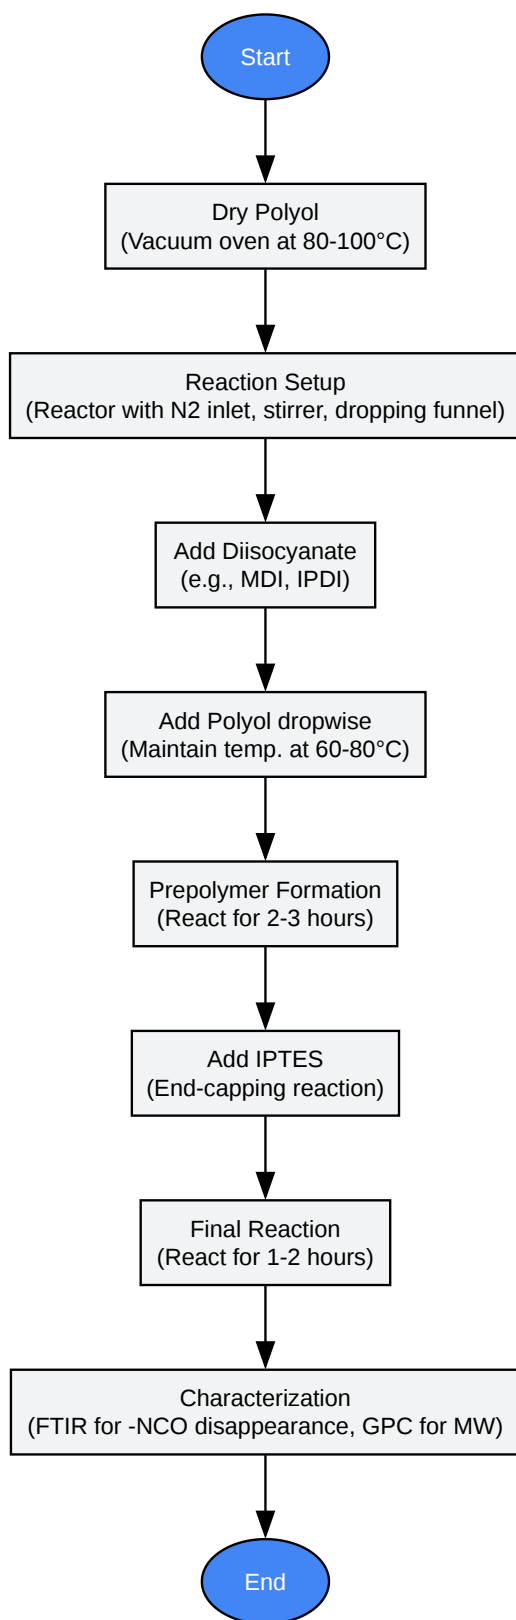 Start
Dry Polyol
(Vacuum oven at 80-100°C)
Reaction Setup
(Reactor with N2 inlet, stirrer, dropping funnel)
Add Diisocyanate
(e.g., MDI, IPDI)
Add Polyol dropwise
(Maintain temp. at 60-80°C)
Prepolymer Formation
(React for 2-3 hours)
Add IPTES
(End-capping reaction)
Final Reaction
(React for 1-2 hours)
Characterization
(FTIR for -NCO disappearance, GPC for MW)
End